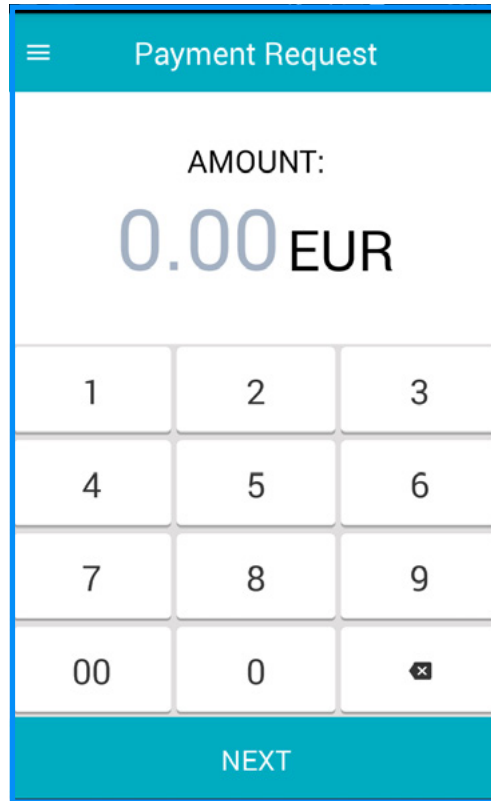 Payment Request
AMOUNT:
0.00 EUR
1 2 3
4 5 6
7 8 9
00 0
NEXT